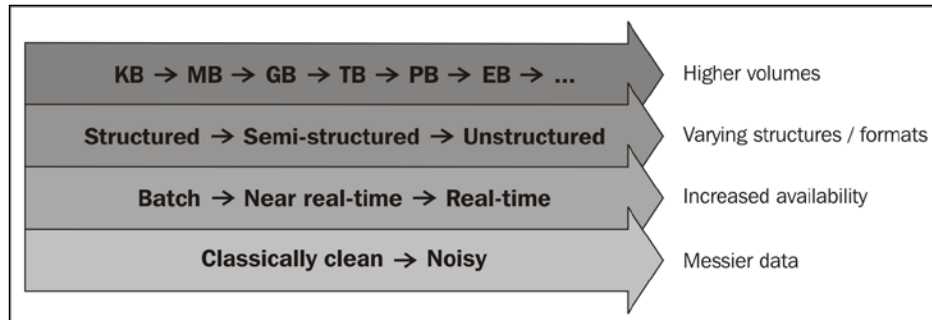 KB → MB → GB → TB → PB → EB → ... Higher volumes
Structured → Semi-structured → Unstructured Varying structures / formats
Batch → Near real-time → Real-time Increased availability
Classically clean → Noisy Messier data